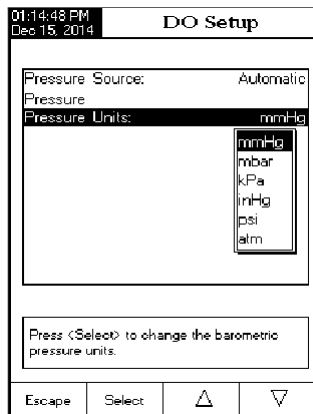 01:14:48 PM
Dec 15, 2014
DO Setup
Pressure Source: Automatic
Pressure
Pressure Units: mmHg
mmHg
mbar
kPa
inHg
psi
atm
Press <Select> to change the barometric
pressure units.
Escape Select △ ▽